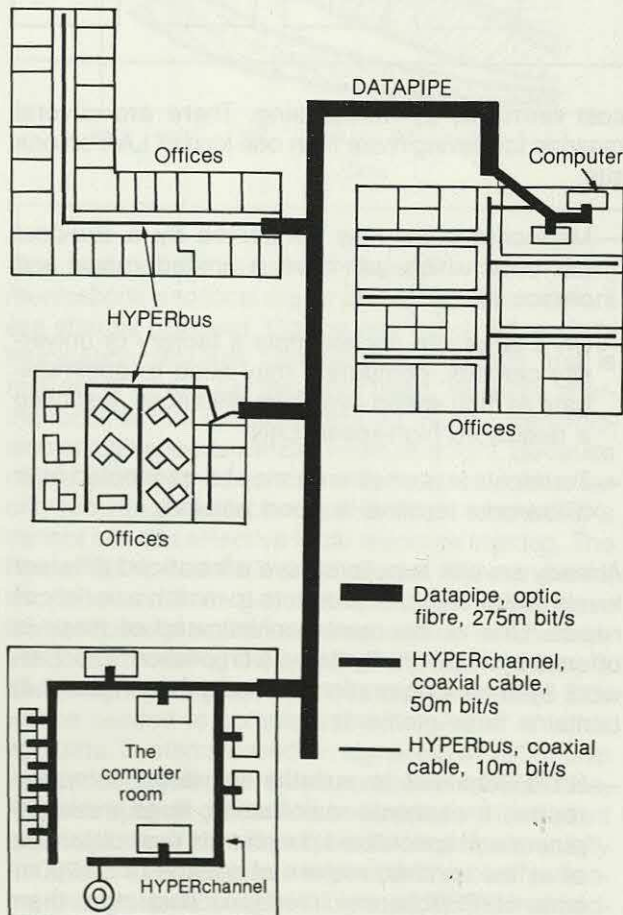 DATAPIPE
Offices
Computer
HYPERbus
Offices
Offices
Datapipe, optic
fibre, 275m bit/s
HYPERchannel,
coaxial cable,
50m bit/s
HYPERbus, coaxial
cable, 10m bit/s
The
computer
room
HYPERchannel